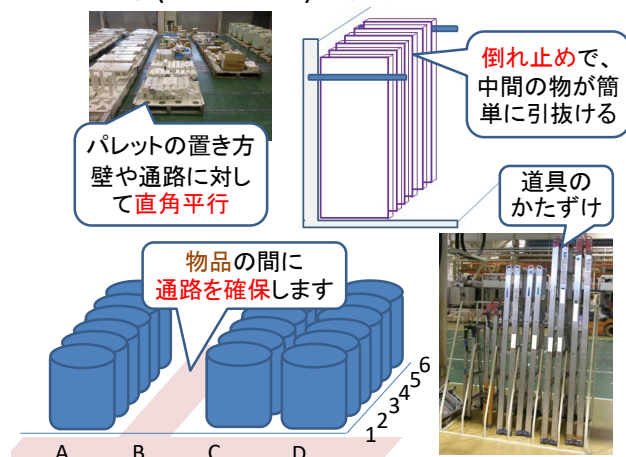 倒れ止めで、
中間の物が簡
単に引抜ける
パレットの置き方
壁や通路に対し
て直角平行
道具の
かたずけ
物品の間に
通路を確保します
1 2 3 4 5 6
A B C D